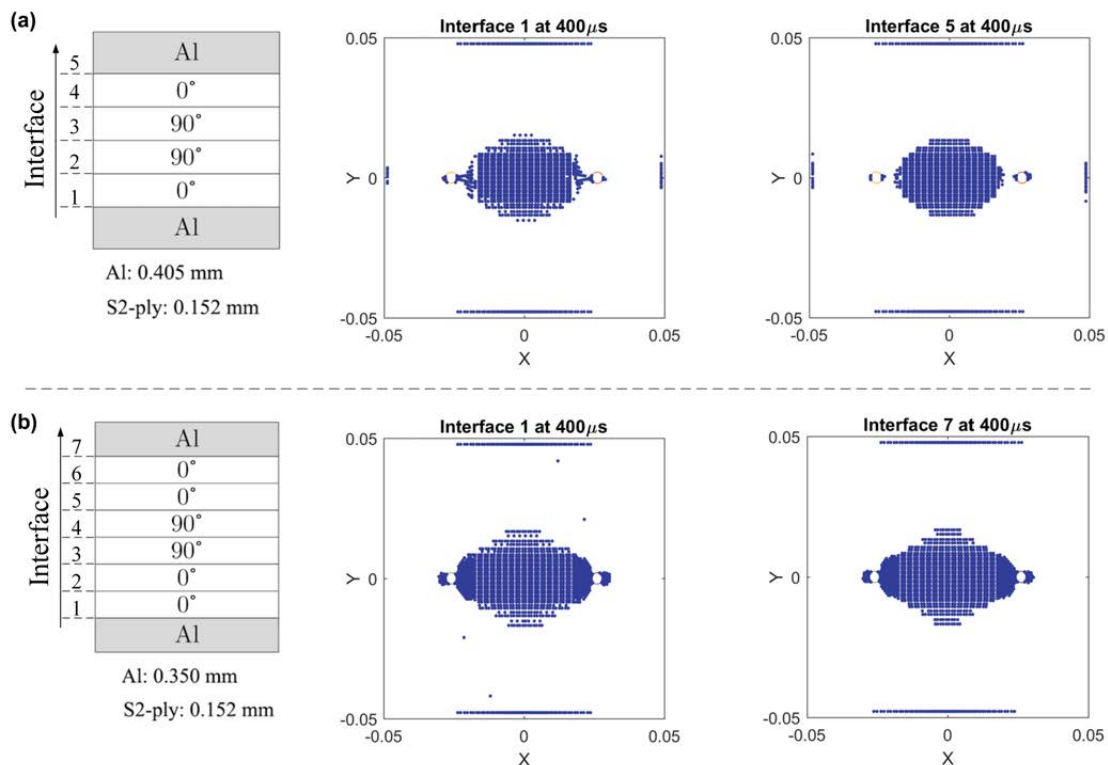 (a)
Interface
5
4
3
2
1
Al
0°
90°
90°
0°
Al
Al: 0.405 mm
S2-ply: 0.152 mm
Interface 1 at 400μs
0.05
Y 0
-0.05
-0.05 0 0.05
X
Interface 5 at 400μs
0.05
Y 0
-0.05
-0.05 0 0.05
X
(b)
Interface
7
6
5
4
3
2
1
Al
0°
0°
90°
90°
0°
0°
Al
Al: 0.350 mm
S2-ply: 0.152 mm
Interface 1 at 400μs
0.05
Y 0
-0.05
-0.05 0 0.05
X
Interface 7 at 400μs
0.05
Y 0
-0.05
-0.05 0 0.05
X